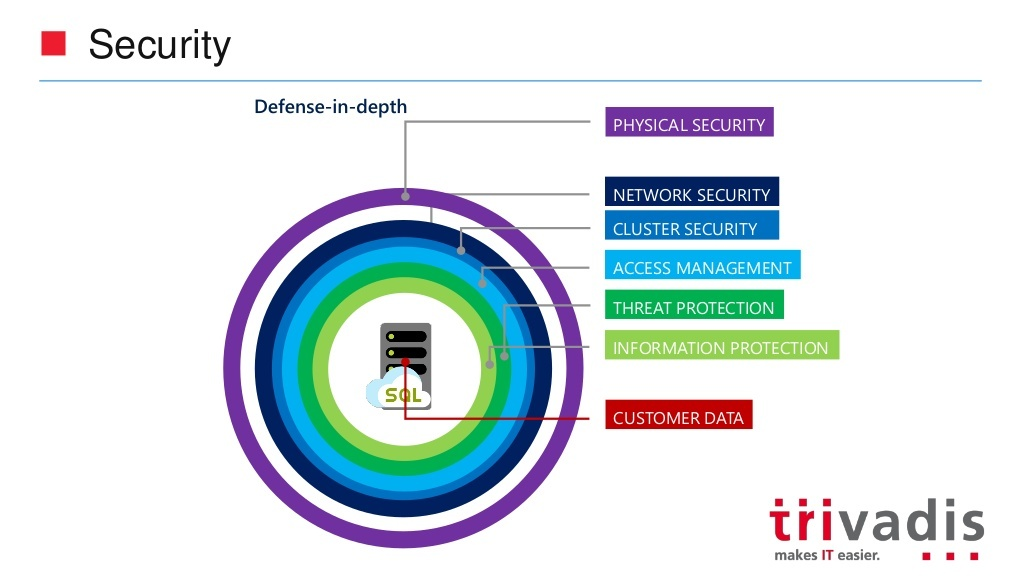 Security
Defense-in-depth
PHYSICAL SECURITY
NETWORK SECURITY
CLUSTER SECURITY
ACCESS MANAGEMENT
THREAT PROTECTION
INFORMATION PROTECTION
SQL
CUSTOMER DATA
trivadis
makes IT easier.